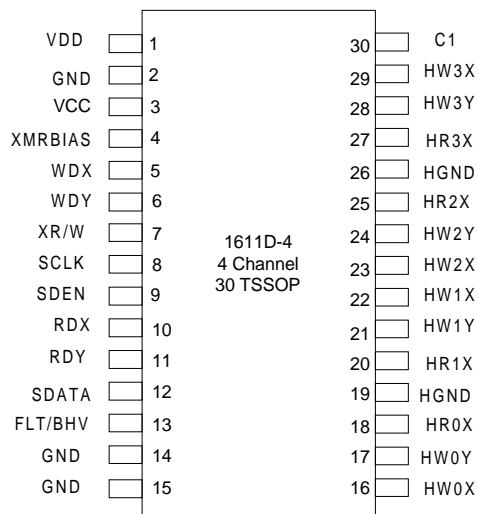 VDD 1 30 C1
GND 2 29 HW3X
VCC 3 28 HW3Y
XMRBIAS 4 27 HR3X
WDX 5 26 HGND
WDY 6 25 HR2X
XR/W 7 24 HW2Y
1611D-4
4 Channel
30 TSSOP
SCLK 8 23 HW2X
SDEN 9 22 HW1X
RDX 10 21 HW1Y
RDY 11 20 HR1X
SDATA 12 19 HGND
FLT/BHV 13 18 HR0X
GND 14 17 HW0Y
GND 15 16 HW0X